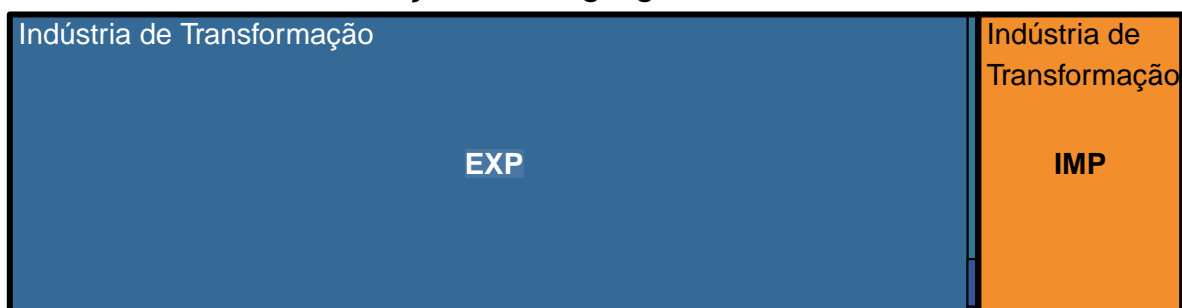 Indústria de Transformação
EXP
Indústria de
Transformação
IMP